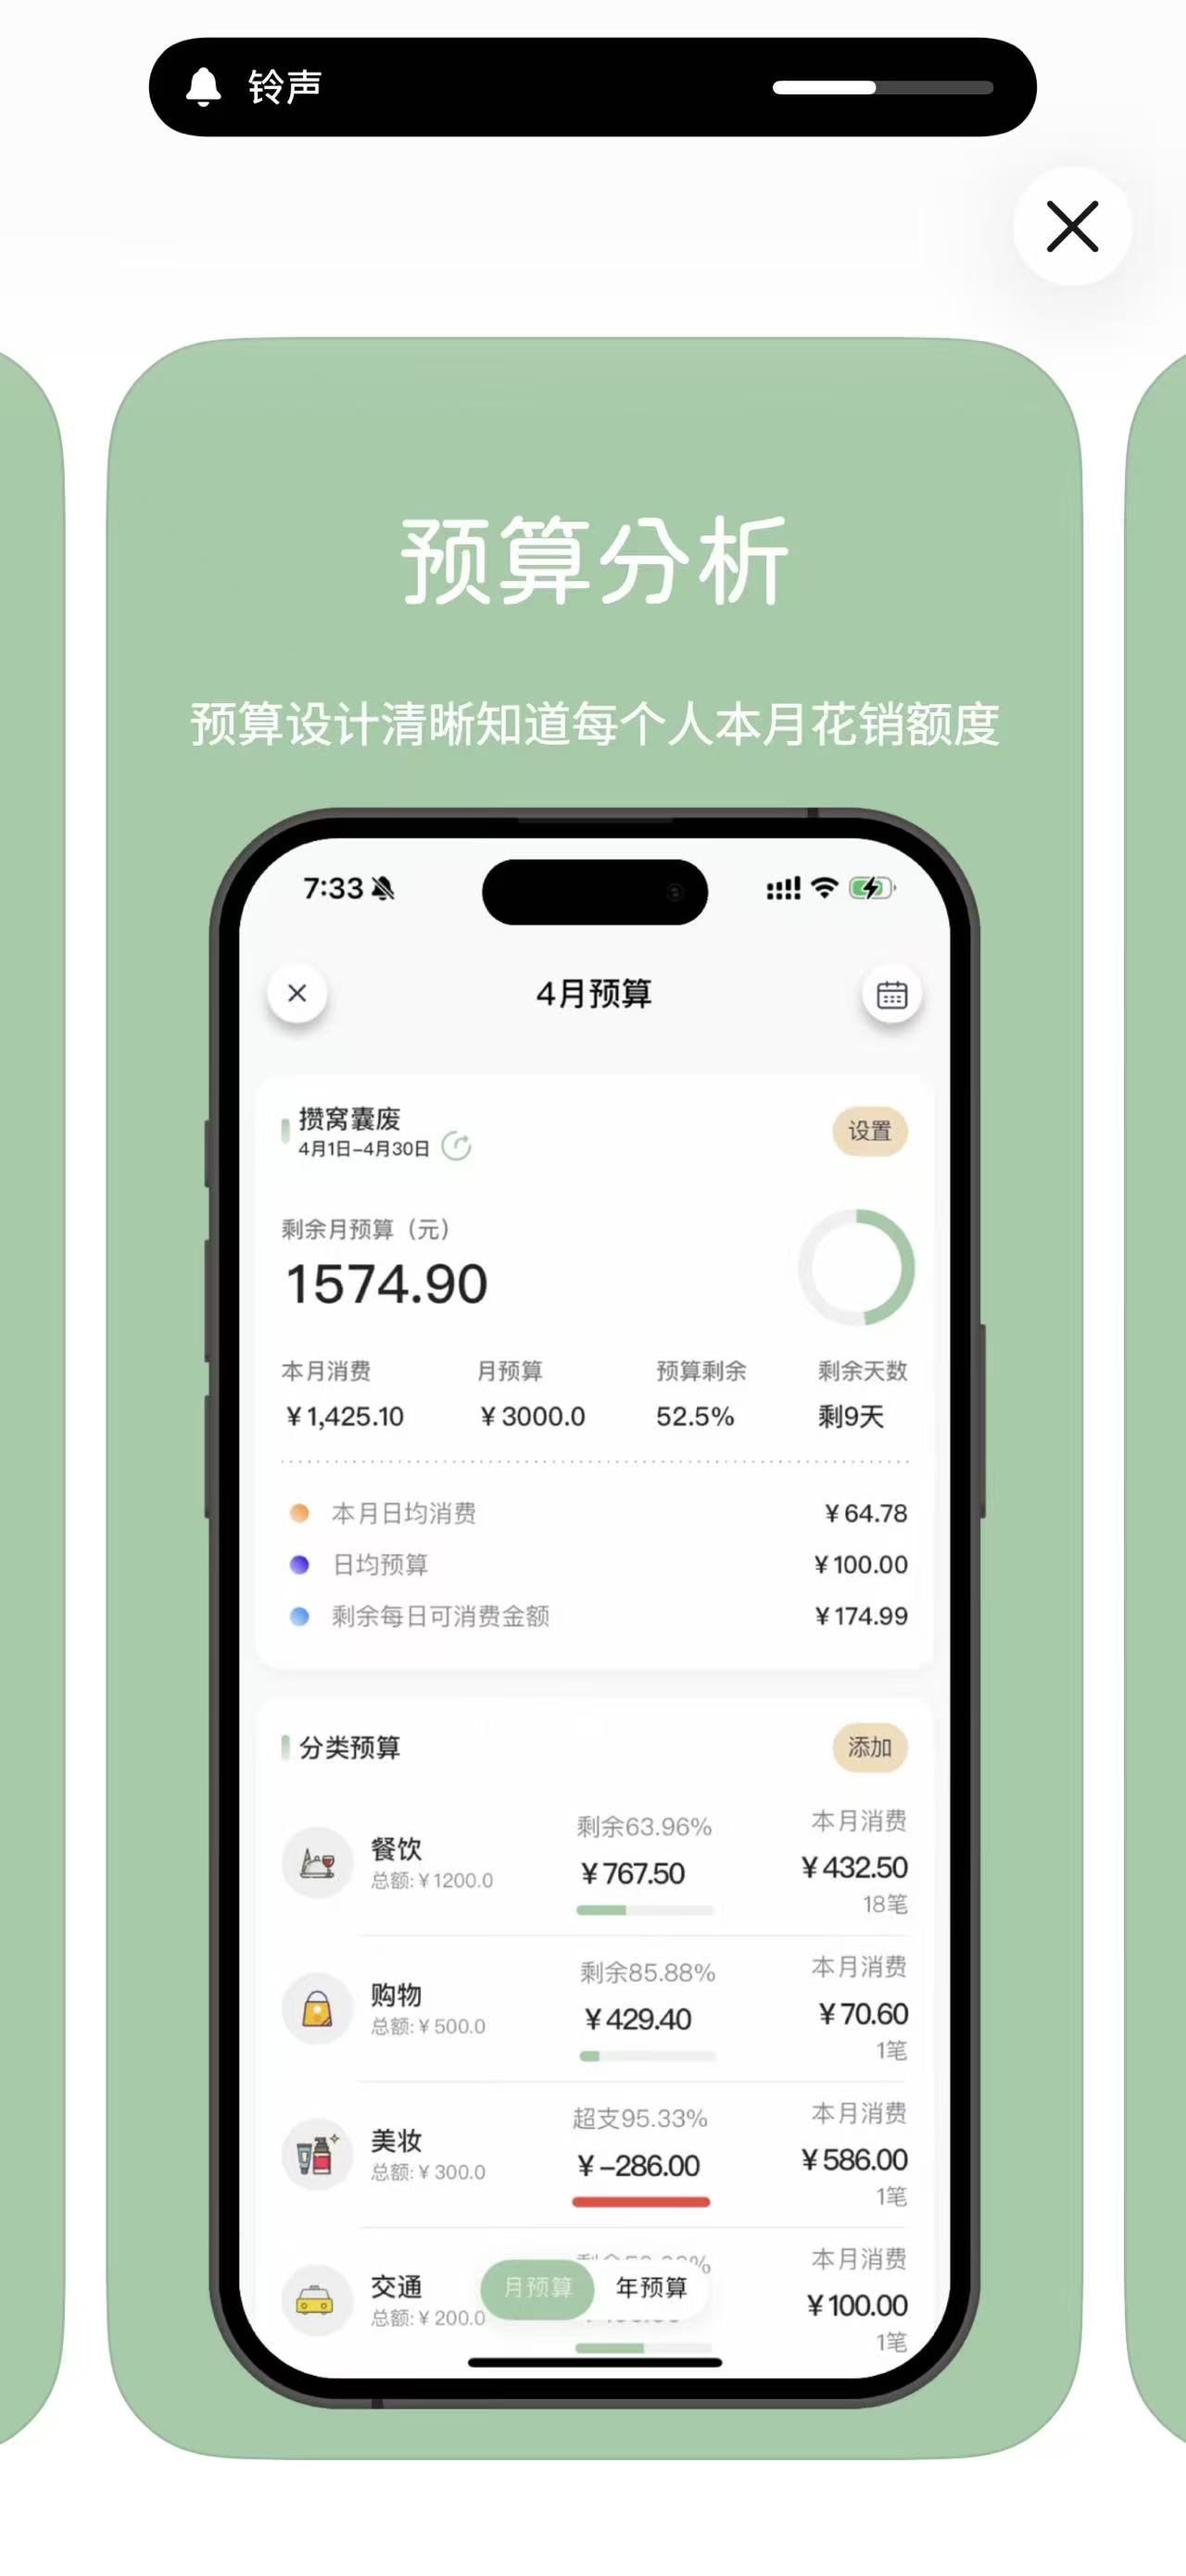 铃声
预算分析
预算设计清晰知道每个人本月花销额度
7:33
4月预算
攒窝囊废
4月1日-4月30日
设置
剩余月预算（元）
1574.90
本月消费 月预算 预算剩余 剩余天数
¥1,425.10 ¥3000.0 52.5% 剩9天
本月日均消费 ¥64.78
日均预算 ¥100.00
剩余每日可消费金额 ¥174.99
分类预算 添加
餐饮 剩余63.96% 本月消费
总额:¥1200.0 ¥767.50 ¥432.50
18笔
购物 剩余85.88% 本月消费
总额:¥500.0 ¥429.40 ¥70.60
1笔
美妆 超支95.33% 本月消费
总额:¥300.0 ¥-286.00 ¥586.00
1笔
交通 本月消费
总额:¥200.0 ¥100.00
1笔
月预算 年预算